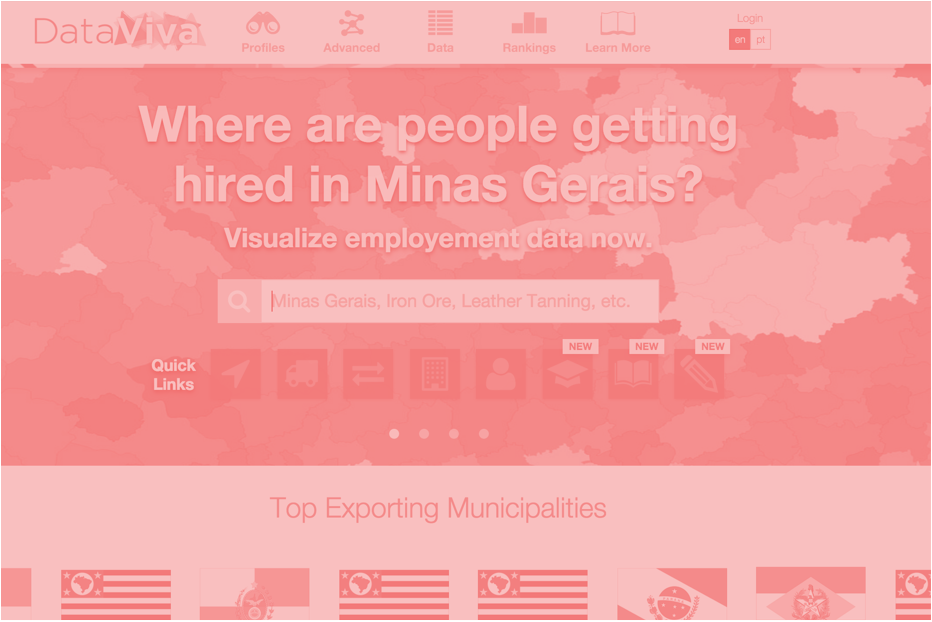 DataViva
Profiles
Advanced
Data
Rankings
Learn More
Login
en
pt
Where are people getting
hired in Minas Gerais?
Visualize employement data now.
Minas Gerais, Iron Ore, Leather Tanning, etc.
Quick
Links
NEW
NEW
NEW
Top Exporting Municipalities